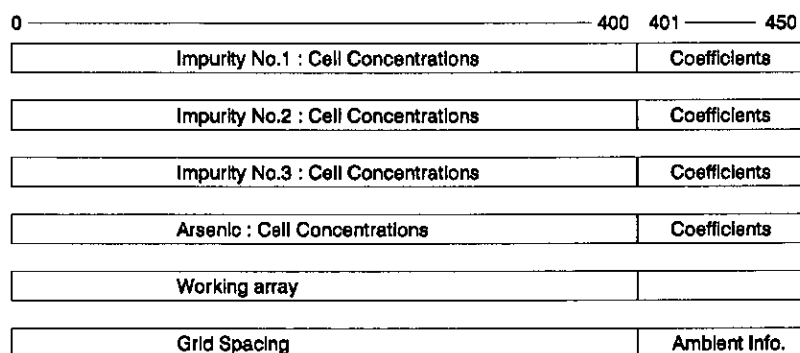 0 400 401 450
Impurity No.1 : Cell Concentrations Coefficients
Impurity No.2 : Cell Concentrations Coefficients
Impurity No.3 : Cell Concentrations Coefficients
Arsenic : Cell Concentrations Coefficients
Working array
Grid Spacing Ambient Info.